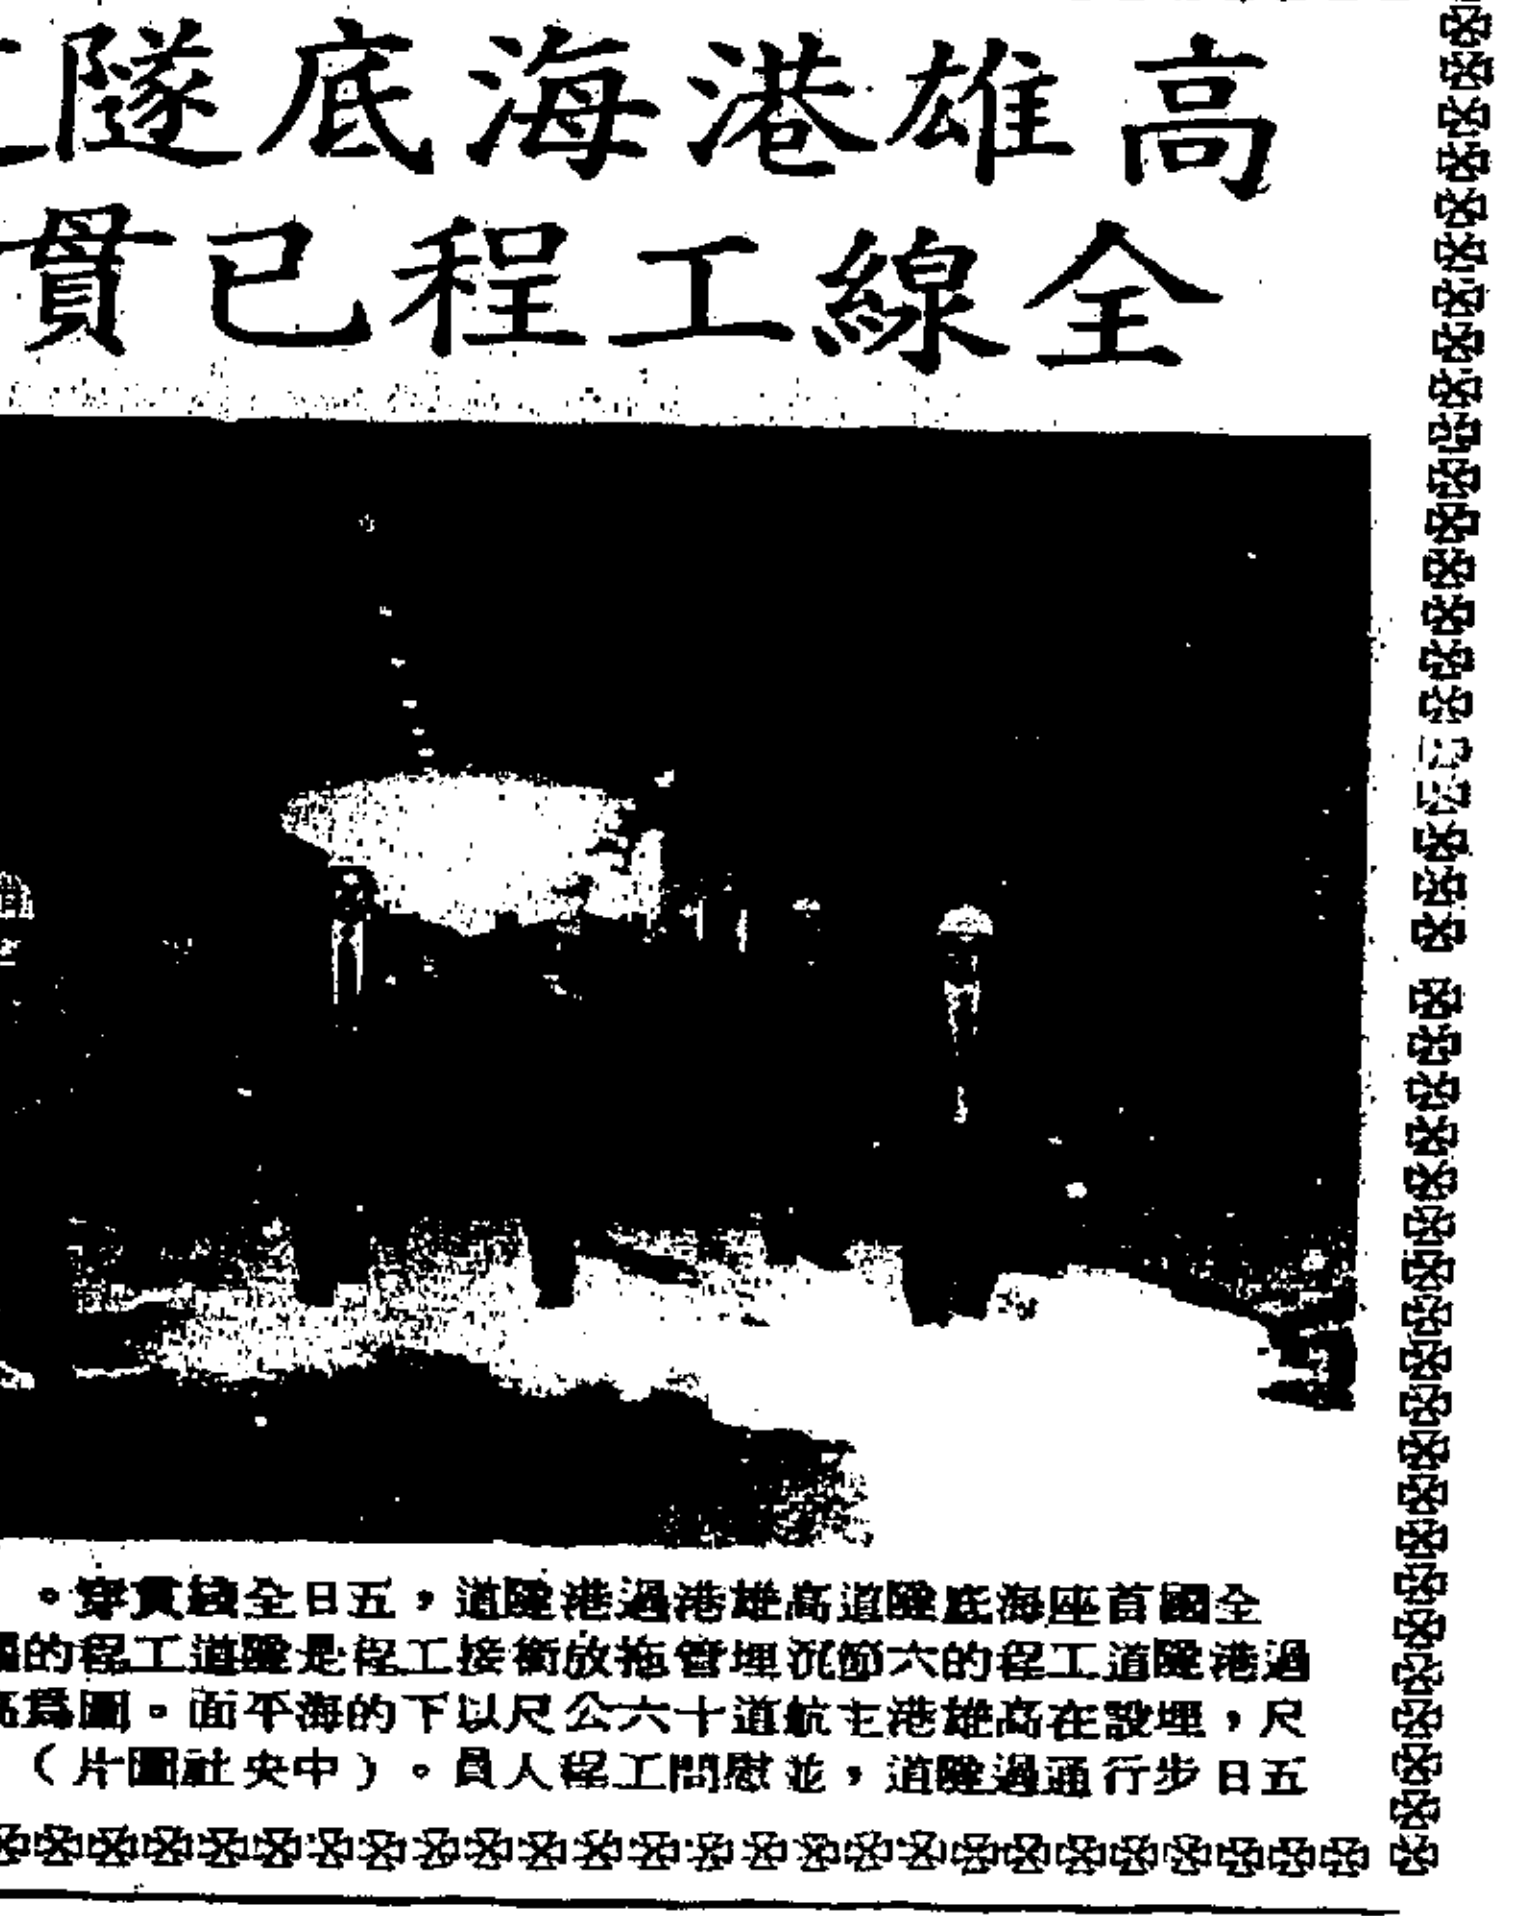 高雄港海底隧
全線工程已貫
全國首座海底隧道高雄港過港隧道，五日全綫貫穿。
過港隧道工程的六節沉埋管拖放銜接工程是隧道工程的
尺，埋設在高雄港主航道十六公尺以下的海平面。圖爲高
五日步行通過隧道，並慰問工程人員。（中央社圖片）